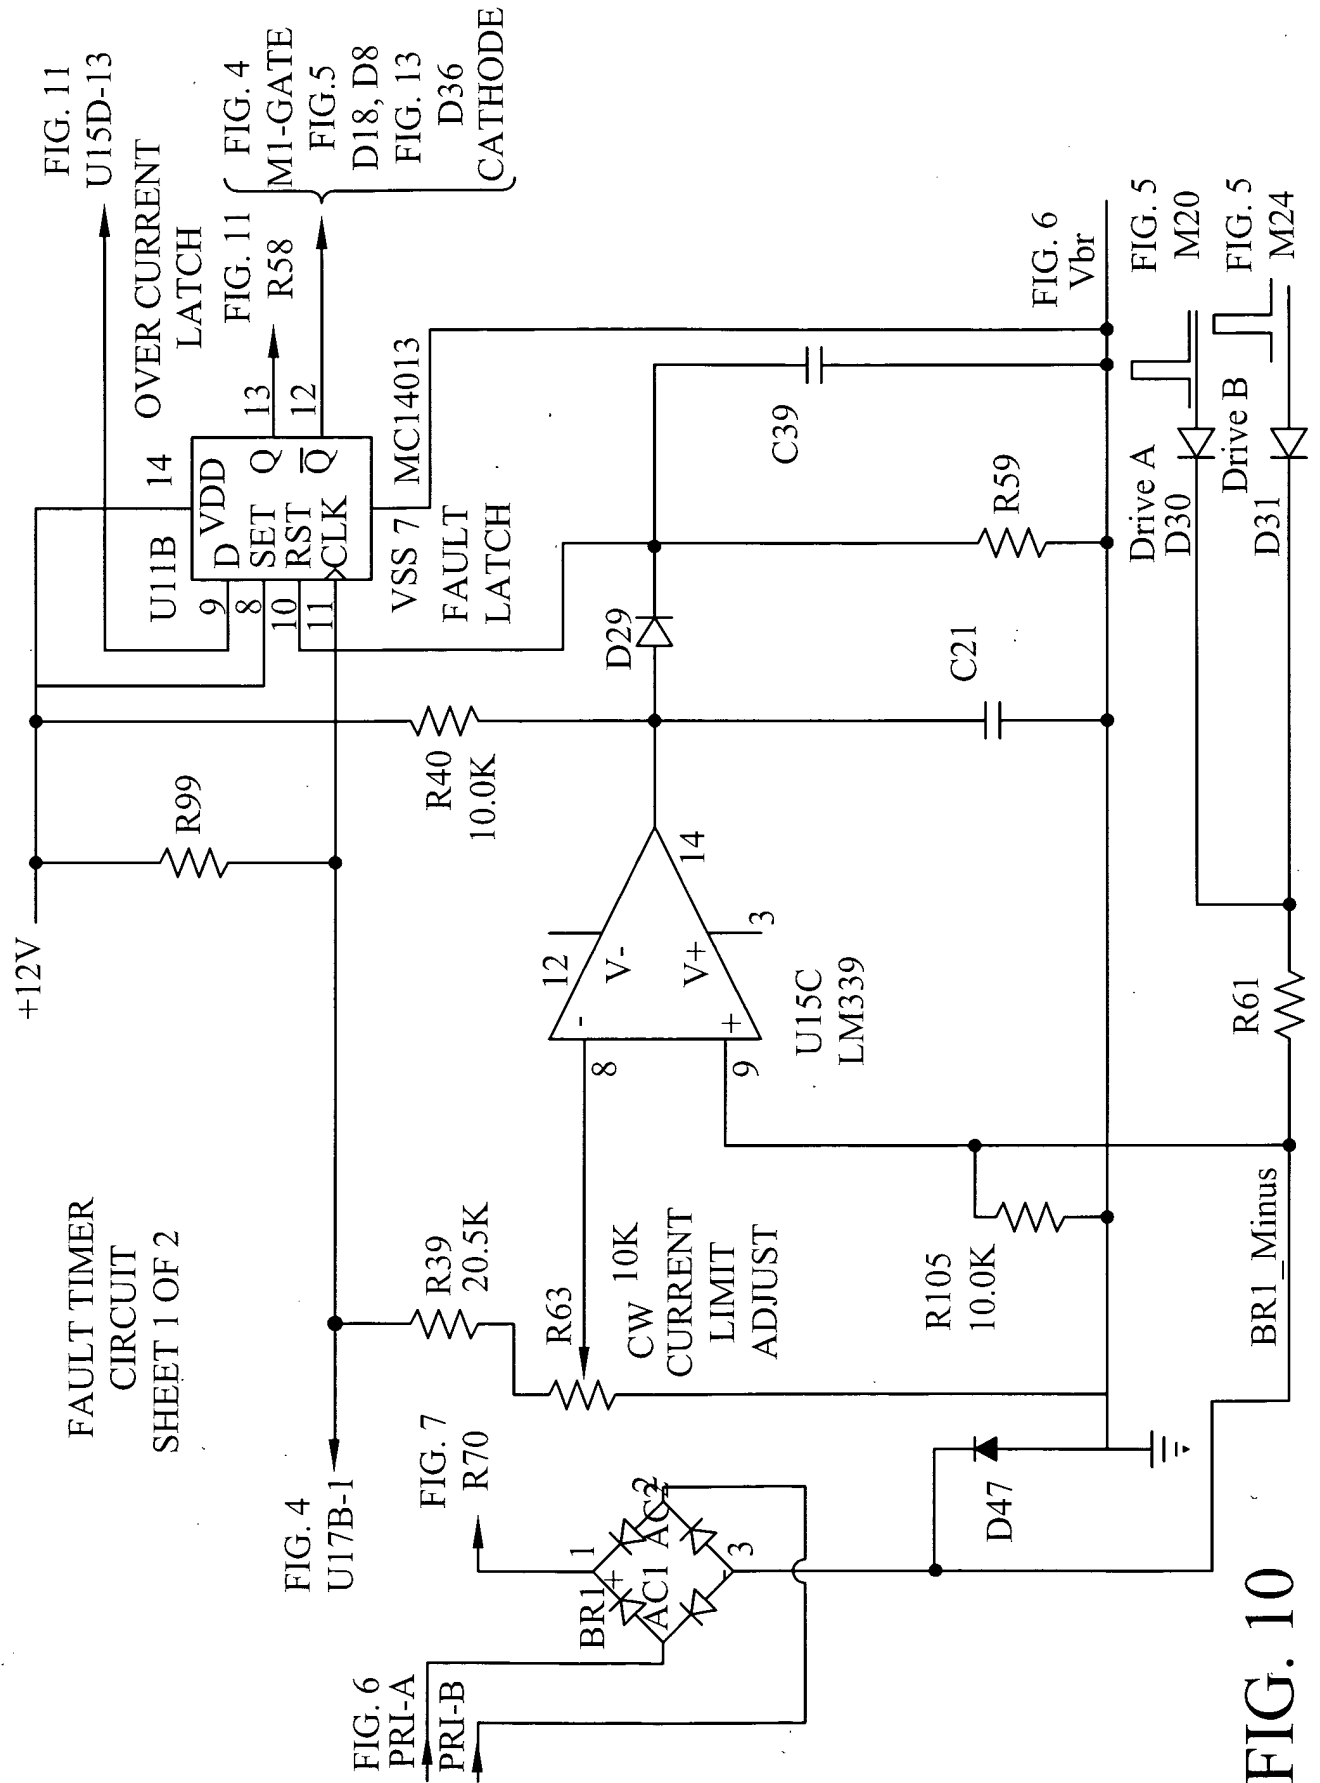 FAULT TIMER
CIRCUIT
SHEET 1 OF 2
+12V
R99
FIG. 11
U15D-13
OVER CURRENT
LATCH
U11B
14
9
8
10
11
D
VDD
SET
RST
CLK
Q
Q
13
12
FIG. 11
R58
FIG. 4
M1-GATE
FIG.5
D18, D8
FIG. 13
D36
CATHODE
VSS 7
MC14013
FAULT
LATCH
FIG. 4
U17B-1
R39
20.5K
R40
10.0K
FIG. 7
R70
R63
10K
CW
CURRENT
LIMIT
ADJUST
8
9
12
V-
-
+
V+
3
14
U15C
LM339
D29
C39
R59
C21
FIG. 6
Vbr
FIG. 6
PRI-A
PRI-B
BR1
1
+
AC1
AC2
-
3
D47
R105
10.0K
BR1_Minus
R61
Drive A
D30
FIG. 5
M20
Drive B
D31
FIG. 5
M24
FIG. 10